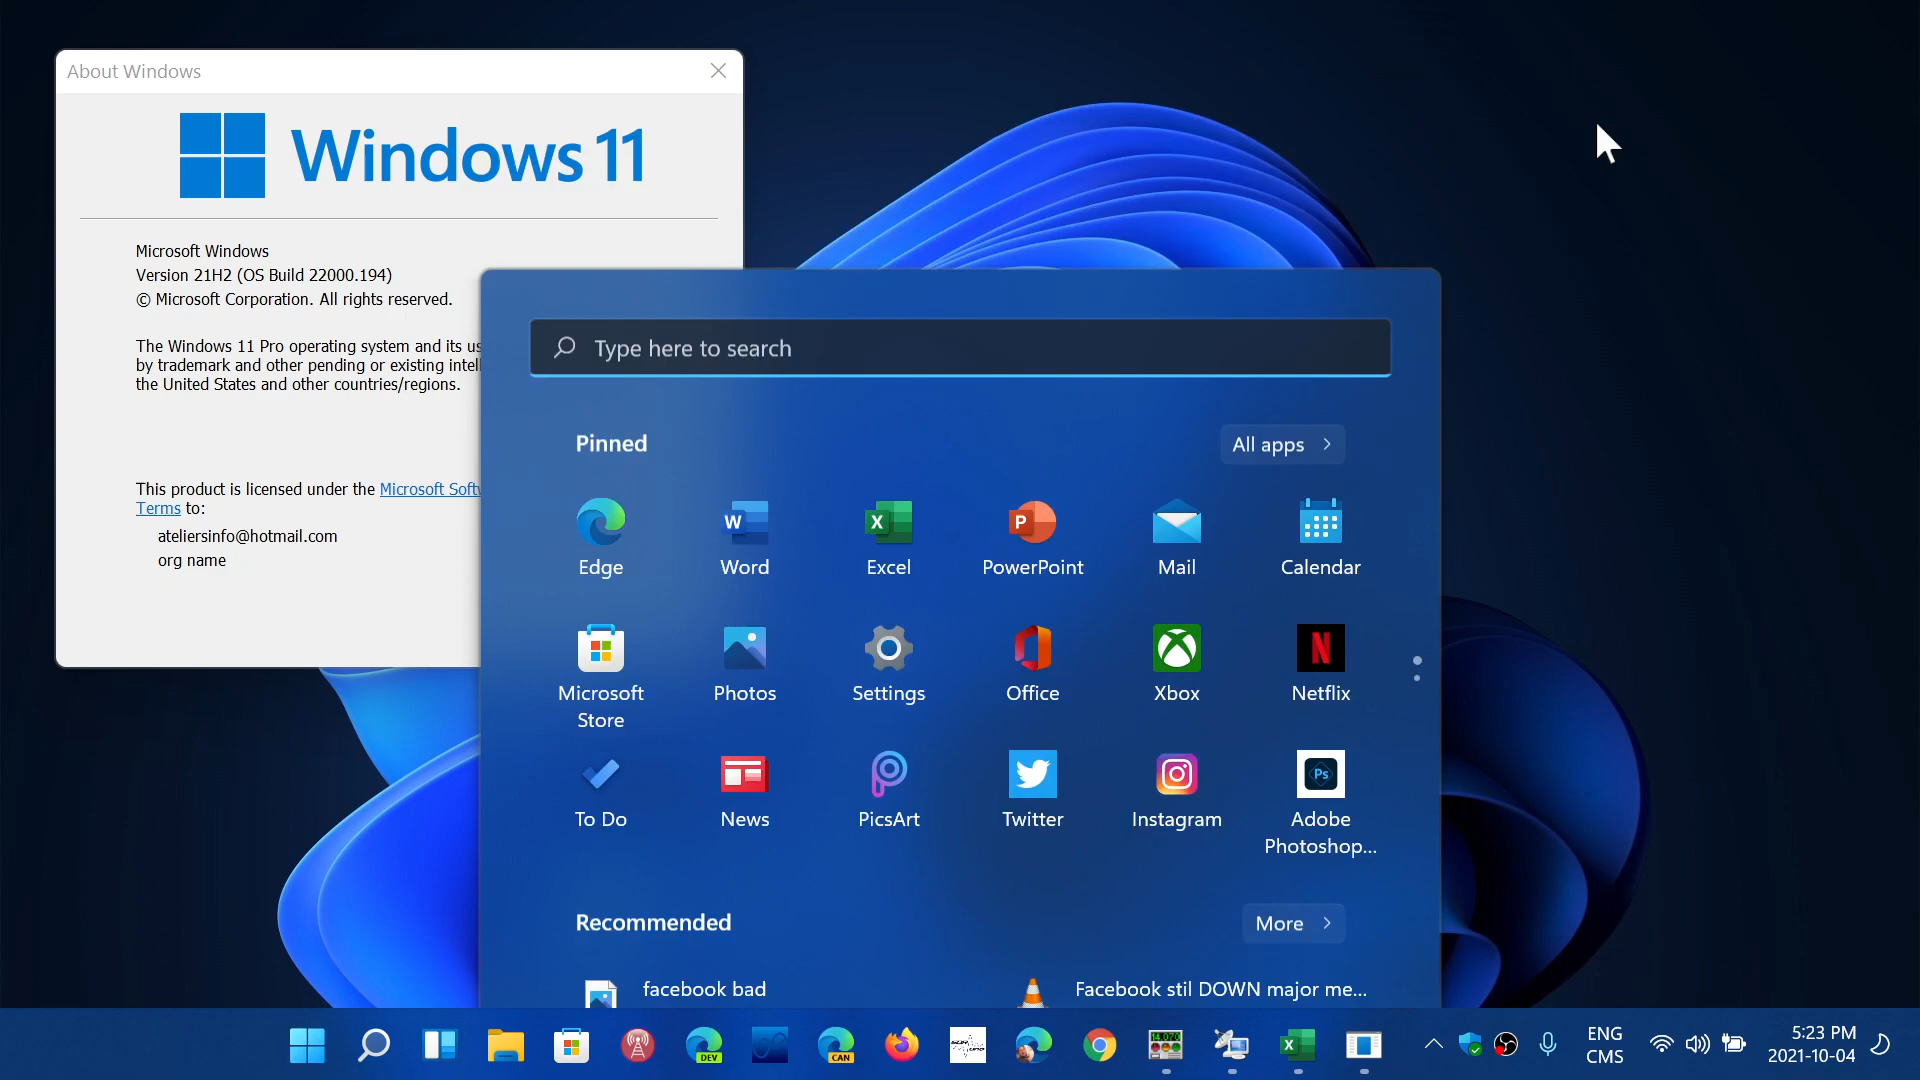 About Windows
Windows 11
Microsoft Windows
Version 21H2 (OS Build 22000.194)
© Microsoft Corporation. All rights reserved.
The Windows 11 Pro operating system and its us
by trademark and other pending or existing intell
the United States and other countries/regions.
This product is licensed under the Microsoft Softw
Terms to:
ateliersinfo@hotmail.com
org name
Type here to search
Pinned
All apps
Edge
Word
Excel
PowerPoint
Mail
Calendar
Microsoft
Store
Photos
Settings
Office
Xbox
Netflix
To Do
News
PicsArt
Twitter
Instagram
Adobe
Photoshop...
Recommended
More
facebook bad
Facebook stil DOWN major me...
DEV
CAN
ENG
CMS
5:23 PM
2021-10-04